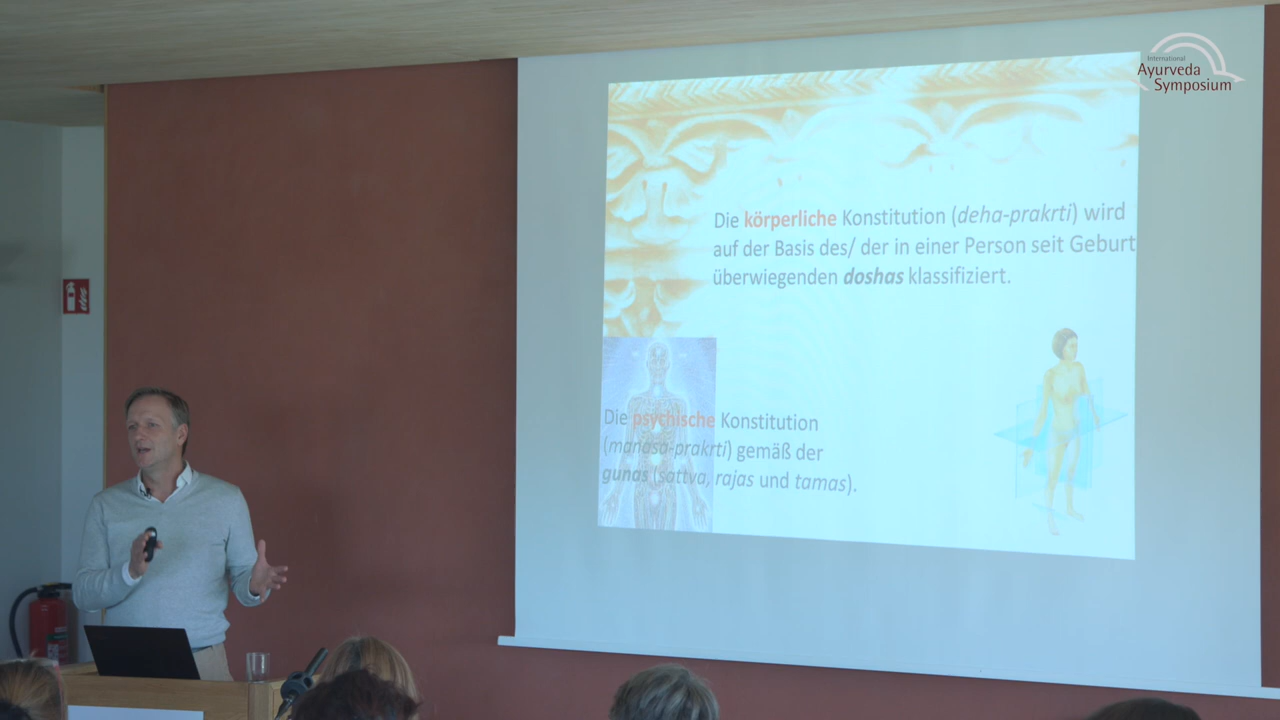 International
Ayurveda
Symposium
Die körperliche Konstitution (deha-prakrti) wird
auf der Basis des/ der in einer Person seit Geburt
überwiegenden doshas klassifiziert.
Die psychische Konstitution
(manasa-prakrti) gemäß der
gunas (sattva, rajas und tamas).